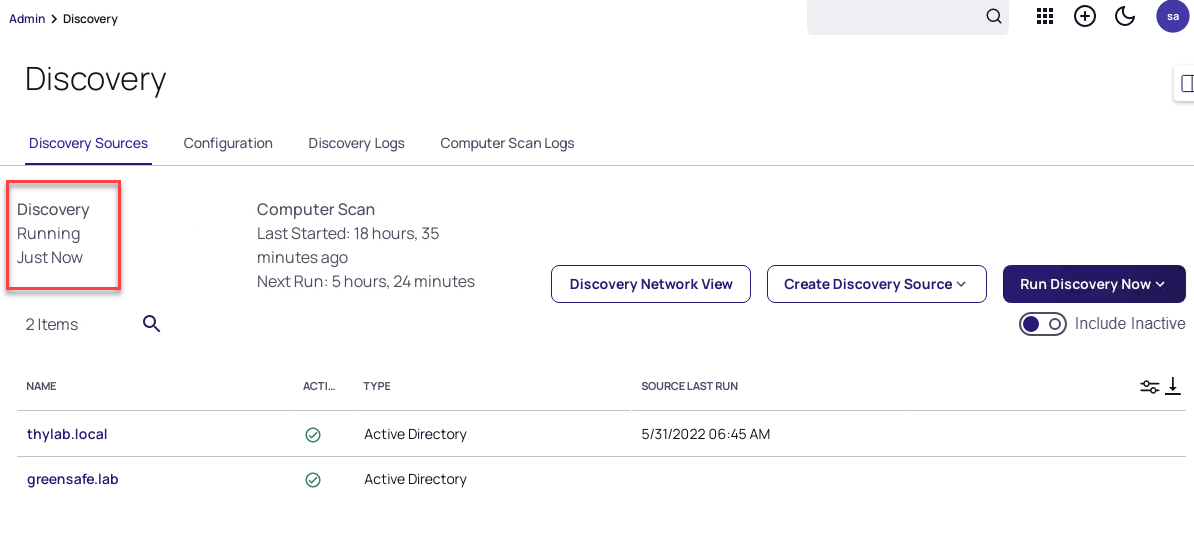 Admin > Discovery
sa
Discovery
Discovery Sources Configuration Discovery Logs Computer Scan Logs
Discovery
Running
Just Now
Computer Scan
Last Started: 18 hours, 35
minutes ago
Next Run: 5 hours, 24 minutes
Discovery Network View Create Discovery Source Run Discovery Now
2 Items
Include Inactive
NAME ACTI... TYPE SOURCE LAST RUN
thylab.local Active Directory 5/31/2022 06:45 AM
greensafe.lab Active Directory